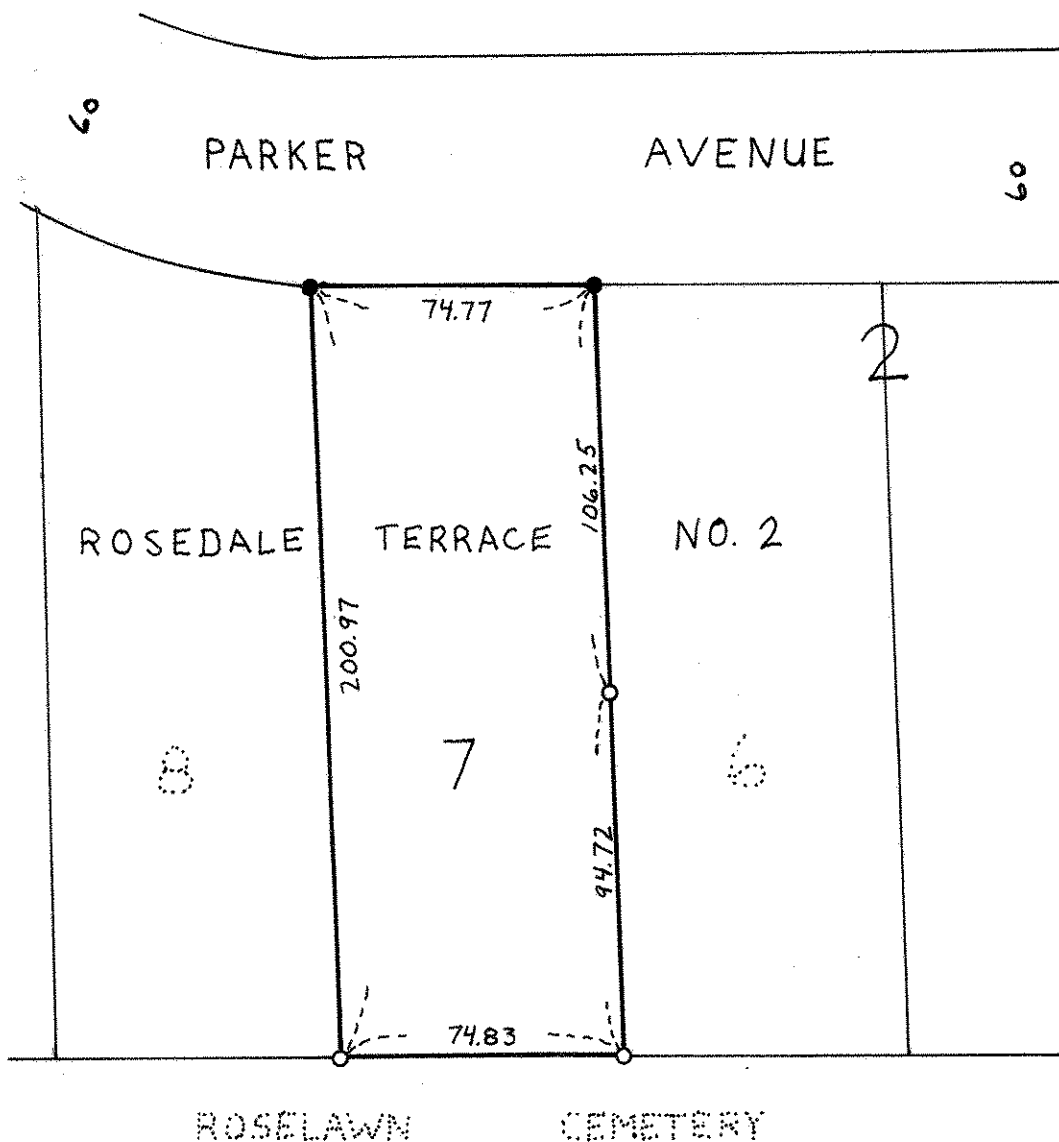 60
PARKER AVENUE
60
74.77
2
106.25
ROSEDALE TERRACE NO. 2
200.97
8 7 6
94.72
74.83
ROSELAWN CEMETERY